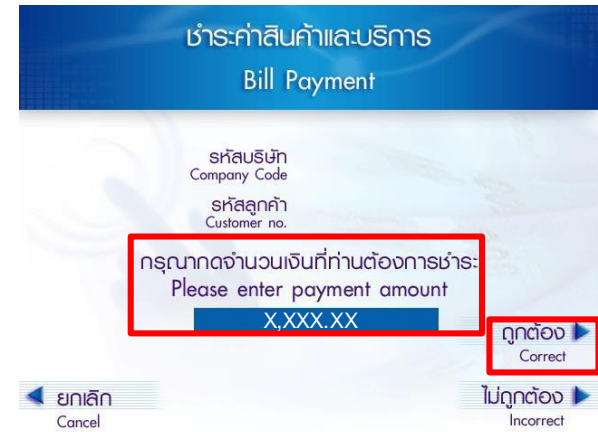 ชำระค่าสินค้าและบริการ
Bill Payment
รหัสบริษัท
Company Code
รหัสลูกค้า
Customer no.
กรุณากดจำนวนเงินที่ท่านต้องการชำระ
Please enter payment amount
X,XXX.XX
ถูกต้อง
Correct
ยกเลิก
Cancel
ไม่ถูกต้อง
Incorrect